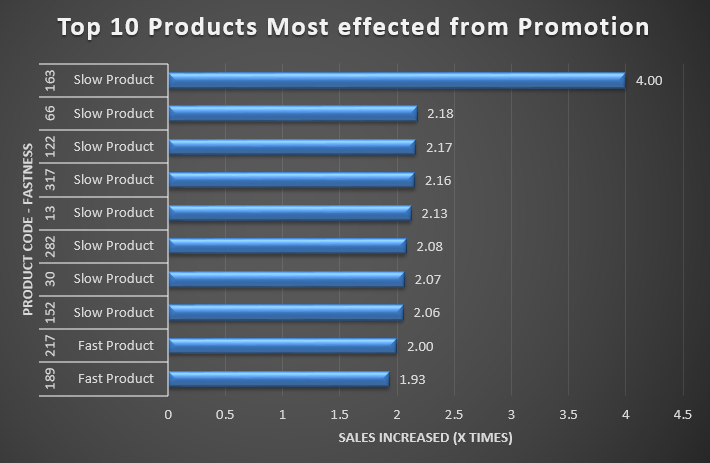 Top 10 Products Most effected from Promotion
PRODUCT CODE - FASTNESS
163 Slow Product 4.00
66 Slow Product 2.18
122 Slow Product 2.17
317 Slow Product 2.16
13 Slow Product 2.13
282 Slow Product 2.08
30 Slow Product 2.07
152 Slow Product 2.06
217 Fast Product 2.00
189 Fast Product 1.93
0 0.5 1 1.5 2 2.5 3 3.5 4 4.5
SALES INCREASED (X TIMES)